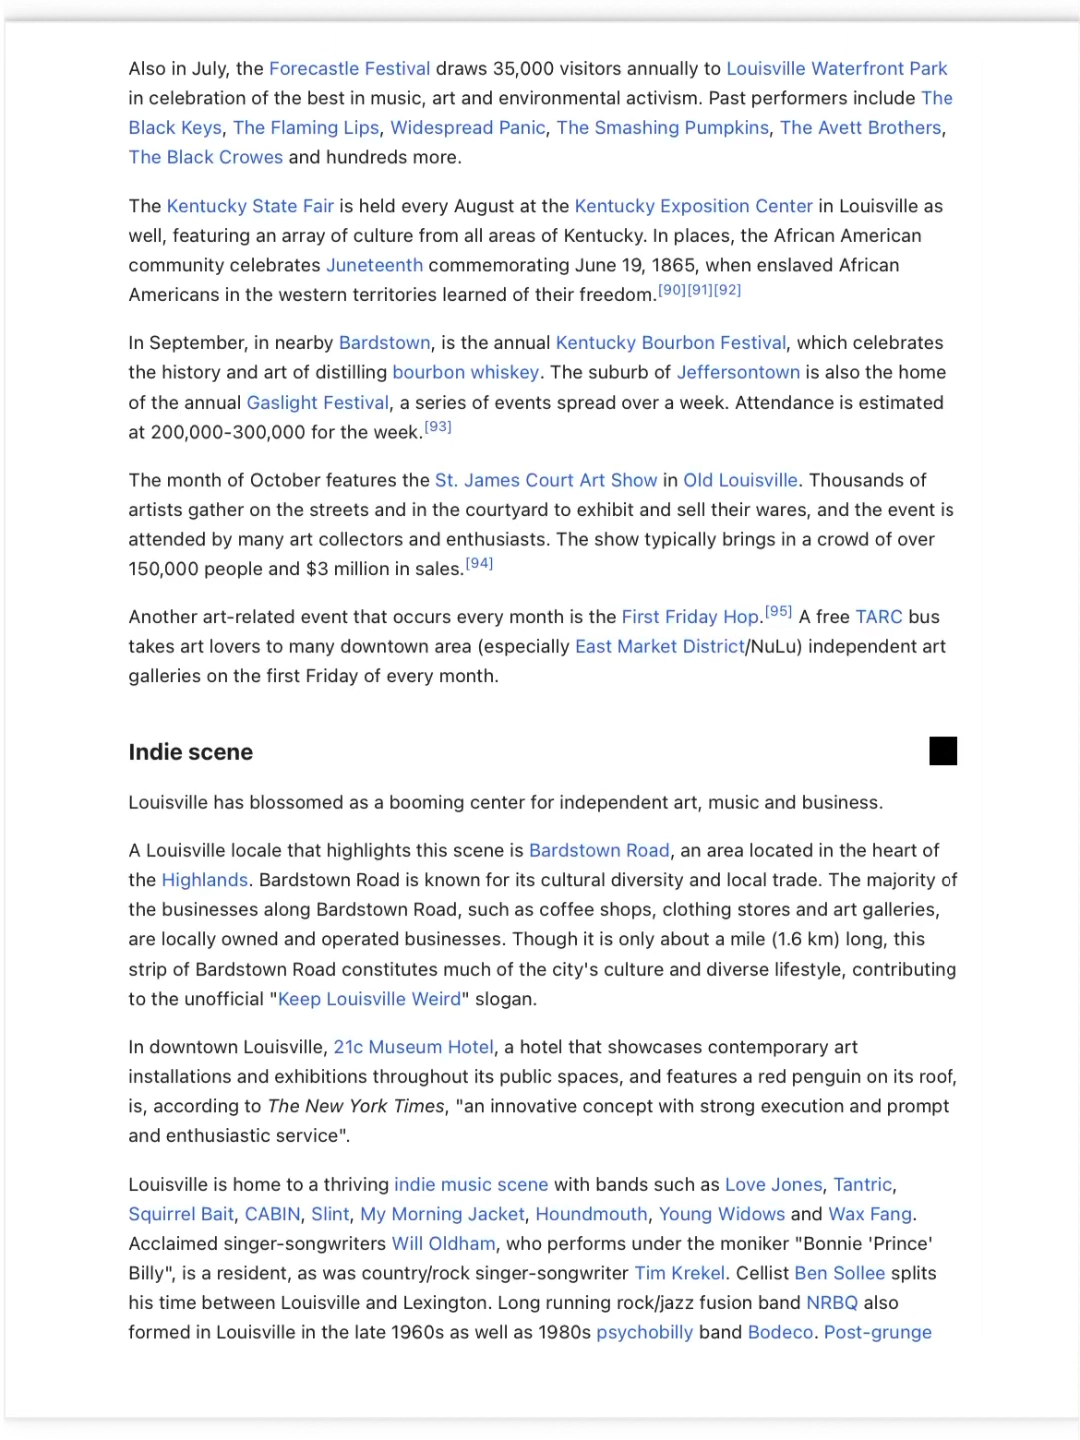 Also in July, the Forecastle Festival draws 35,000 visitors annually to Louisville Waterfront Park
in celebration of the best in music, art and environmental activism. Past performers include The
Black Keys, The Flaming Lips, Widespread Panic, The Smashing Pumpkins, The Avett Brothers,
The Black Crowes and hundreds more.
The Kentucky State Fair is held every August at the Kentucky Exposition Center in Louisville as
well, featuring an array of culture from all areas of Kentucky. In places, the African American
community celebrates Juneteenth commemorating June 19, 1865, when enslaved African
Americans in the western territories learned of their freedom.[90][91][92]
In September, in nearby Bardstown, is the annual Kentucky Bourbon Festival, which celebrates
the history and art of distilling bourbon whiskey. The suburb of Jeffersontown is also the home
of the annual Gaslight Festival, a series of events spread over a week. Attendance is estimated
at 200,000-300,000 for the week.[93]
The month of October features the St. James Court Art Show in Old Louisville. Thousands of
artists gather on the streets and in the courtyard to exhibit and sell their wares, and the event is
attended by many art collectors and enthusiasts. The show typically brings in a crowd of over
150,000 people and $3 million in sales.[94]
Another art-related event that occurs every month is the First Friday Hop.[95] A free TARC bus
takes art lovers to many downtown area (especially East Market District/NuLu) independent art
galleries on the first Friday of every month.
Indie scene
Louisville has blossomed as a booming center for independent art, music and business.
A Louisville locale that highlights this scene is Bardstown Road, an area located in the heart of
the Highlands. Bardstown Road is known for its cultural diversity and local trade. The majority of
the businesses along Bardstown Road, such as coffee shops, clothing stores and art galleries,
are locally owned and operated businesses. Though it is only about a mile (1.6 km) long, this
strip of Bardstown Road constitutes much of the city's culture and diverse lifestyle, contributing
to the unofficial "Keep Louisville Weird" slogan.
In downtown Louisville, 21c Museum Hotel, a hotel that showcases contemporary art
installations and exhibitions throughout its public spaces, and features a red penguin on its roof,
is, according to The New York Times, "an innovative concept with strong execution and prompt
and enthusiastic service".
Louisville is home to a thriving indie music scene with bands such as Love Jones, Tantric,
Squirrel Bait, CABIN, Slint, My Morning Jacket, Houndmouth, Young Widows and Wax Fang.
Acclaimed singer-songwriters Will Oldham, who performs under the moniker "Bonnie 'Prince'
Billy", is a resident, as was country/rock singer-songwriter Tim Krekel. Cellist Ben Sollee splits
his time between Louisville and Lexington. Long running rock/jazz fusion band NRBQ also
formed in Louisville in the late 1960s as well as 1980s psychobilly band Bodeco. Post-grunge